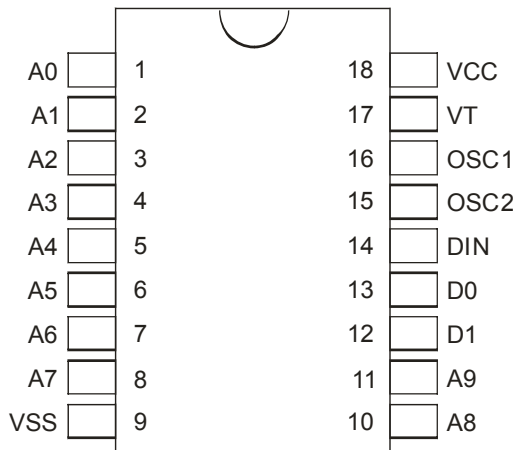 A0 1 18 VCC
A1 2 17 VT
A2 3 16 OSC1
A3 4 15 OSC2
A4 5 14 DIN
A5 6 13 D0
A6 7 12 D1
A7 8 11 A9
VSS 9 10 A8